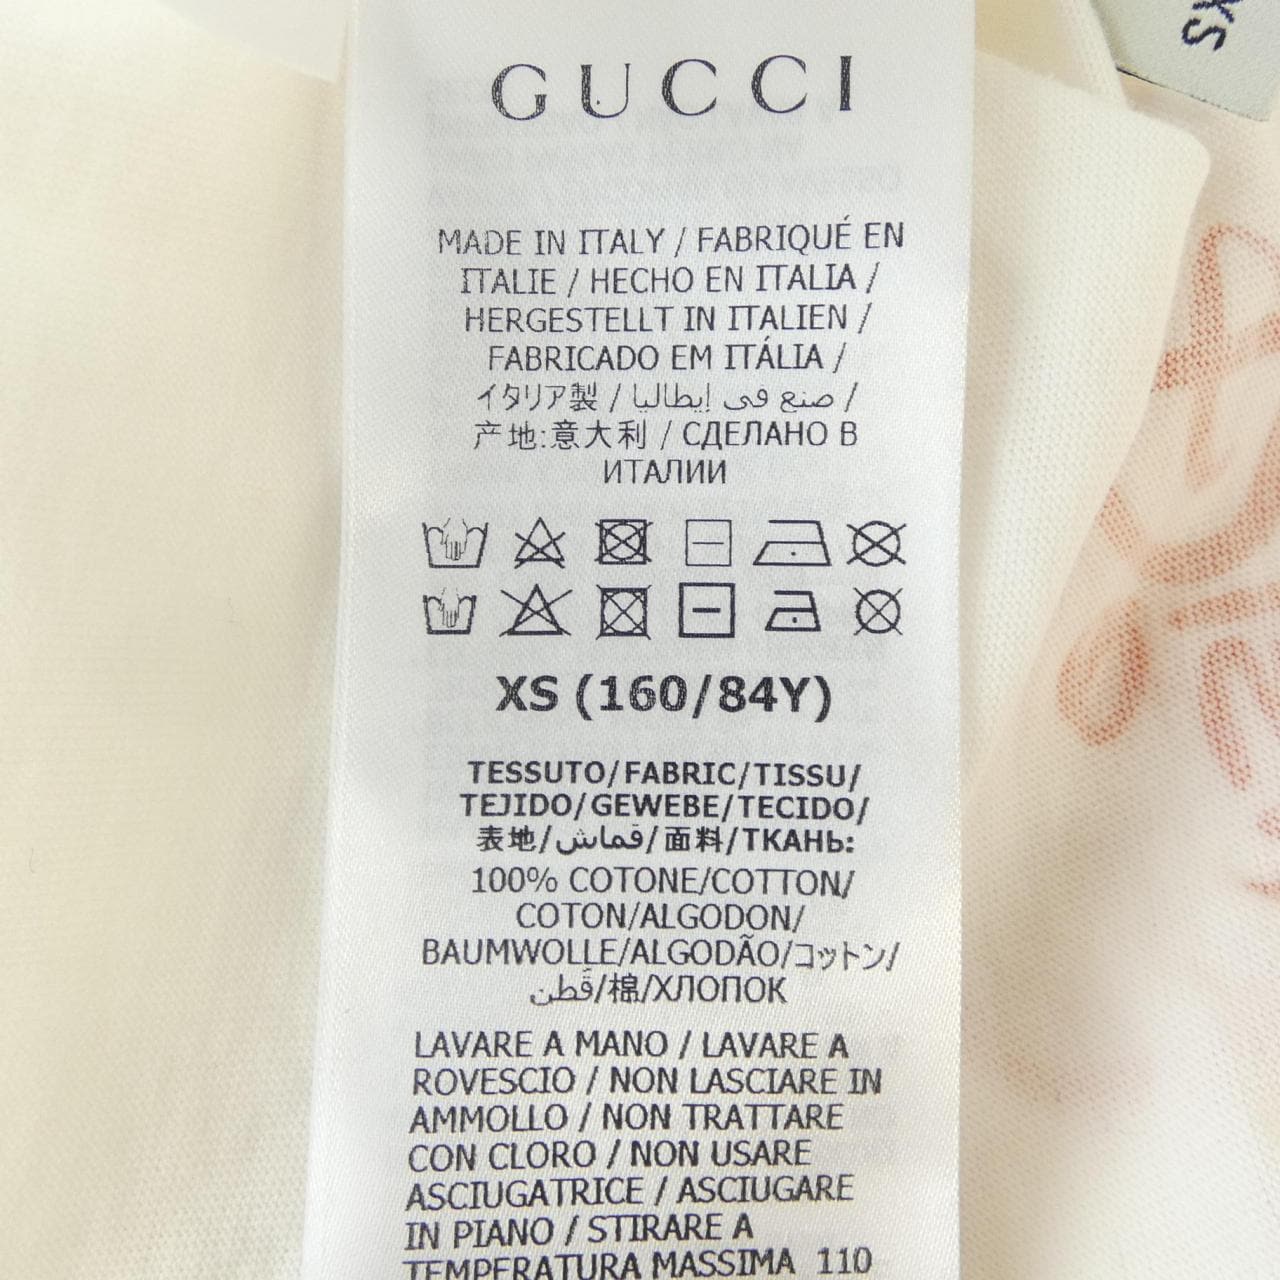 XS
GUCCI
MADE IN ITALY / FABRIQUÉ EN
ITALIE / HECHO EN ITALIA /
HERGESTELLT IN ITALIEN /
FABRICADO EM ITÁLIA /
イタリア製 / صنع في إيطاليا /
产地:意大利 / СДЕЛАНО В
ИТАЛИИ
XS (160/84Y)
TESSUTO/FABRIC/TISSU/
TEJIDO/GEWEBE/TECIDO/
表地/قماش/面料/ТКАНЬ:
100% COTONE/COTTON/
COTON/ALGODON/
BAUMWOLLE/ALGODÃO/コットン/
قطن/棉/ХЛОПОК
LAVARE A MANO / LAVARE A
ROVESCIO / NON LASCIARE IN
AMMOLLO / NON TRATTARE
CON CLORO / NON USARE
ASCIUGATRICE / ASCIUGARE
IN PIANO / STIRARE A
TEMPERATURA MASSIMA 110